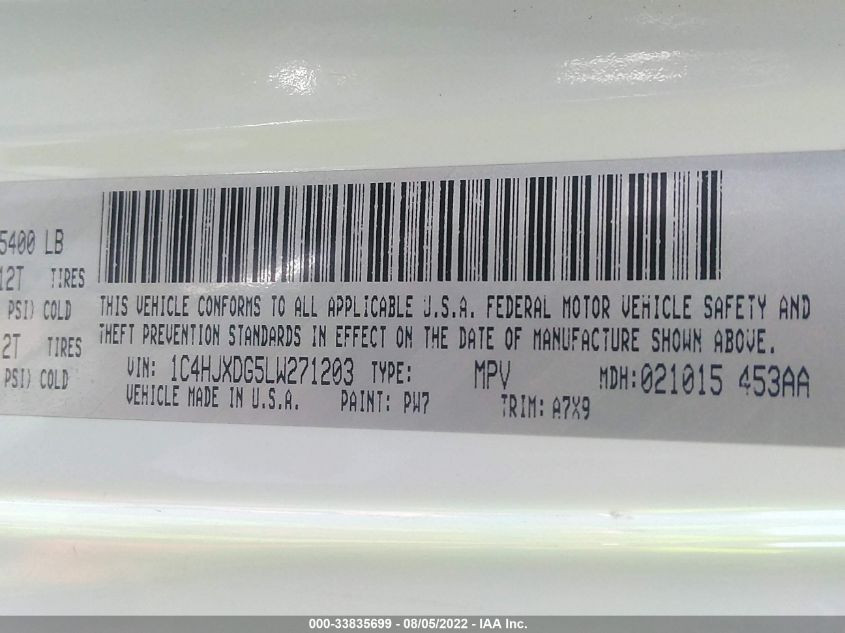 5400 LB
12T TIRES
PSI) COLD
2T TIRES
PSI) COLD
THIS VEHICLE CONFORMS TO ALL APPLICABLE U.S.A. FEDERAL MOTOR VEHICLE SAFETY AND
THEFT PREVENTION STANDARDS IN EFFECT ON THE DATE OF MANUFACTURE SHOWN ABOVE.
VIN: 1C4HJXDG5LW271203 TYPE: MPV MDH:021015 453AA
VEHICLE MADE IN U.S.A. PAINT: PW7 TRIM: A7X9
000-33835699 - 08/05/2022 - IAA Inc.